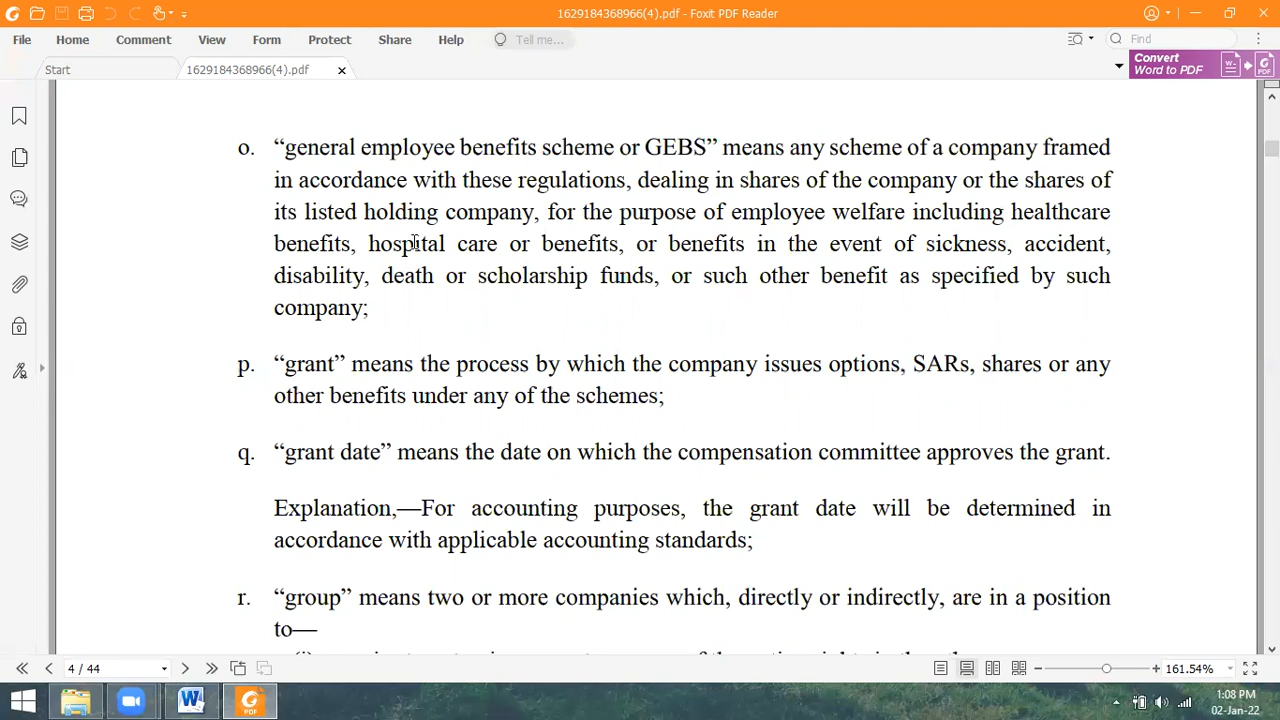 1629184368966(4).pdf - Foxit PDF Reader
File Home Comment View Form Protect Share Help Tell me... Find
Start 1629184368966(4).pdf
Convert
Word to PDF
o. “general employee benefits scheme or GEBS” means any scheme of a company framed
in accordance with these regulations, dealing in shares of the company or the shares of
its listed holding company, for the purpose of employee welfare including healthcare
benefits, hospital care or benefits, or benefits in the event of sickness, accident,
disability, death or scholarship funds, or such other benefit as specified by such
company;
p. “grant” means the process by which the company issues options, SARs, shares or any
other benefits under any of the schemes;
q. “grant date” means the date on which the compensation committee approves the grant.
Explanation,—For accounting purposes, the grant date will be determined in
accordance with applicable accounting standards;
r. “group” means two or more companies which, directly or indirectly, are in a position
to—
4 / 44 161.54%
1:08 PM
02-Jan-22